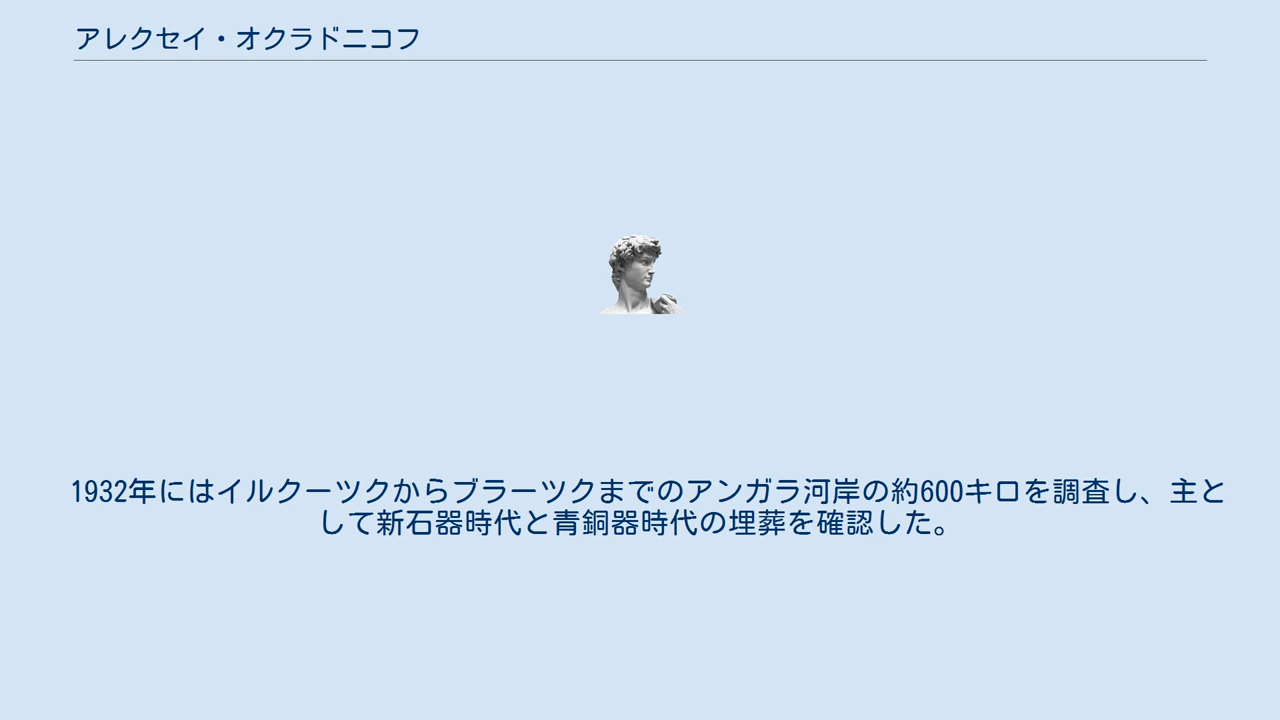 アレクセイ・オクラドニコフ
1932年にはイルクーツクからブラーツクまでのアンガラ河岸の約600キロを調査し、主と
して新石器時代と青銅器時代の埋葬を確認した。